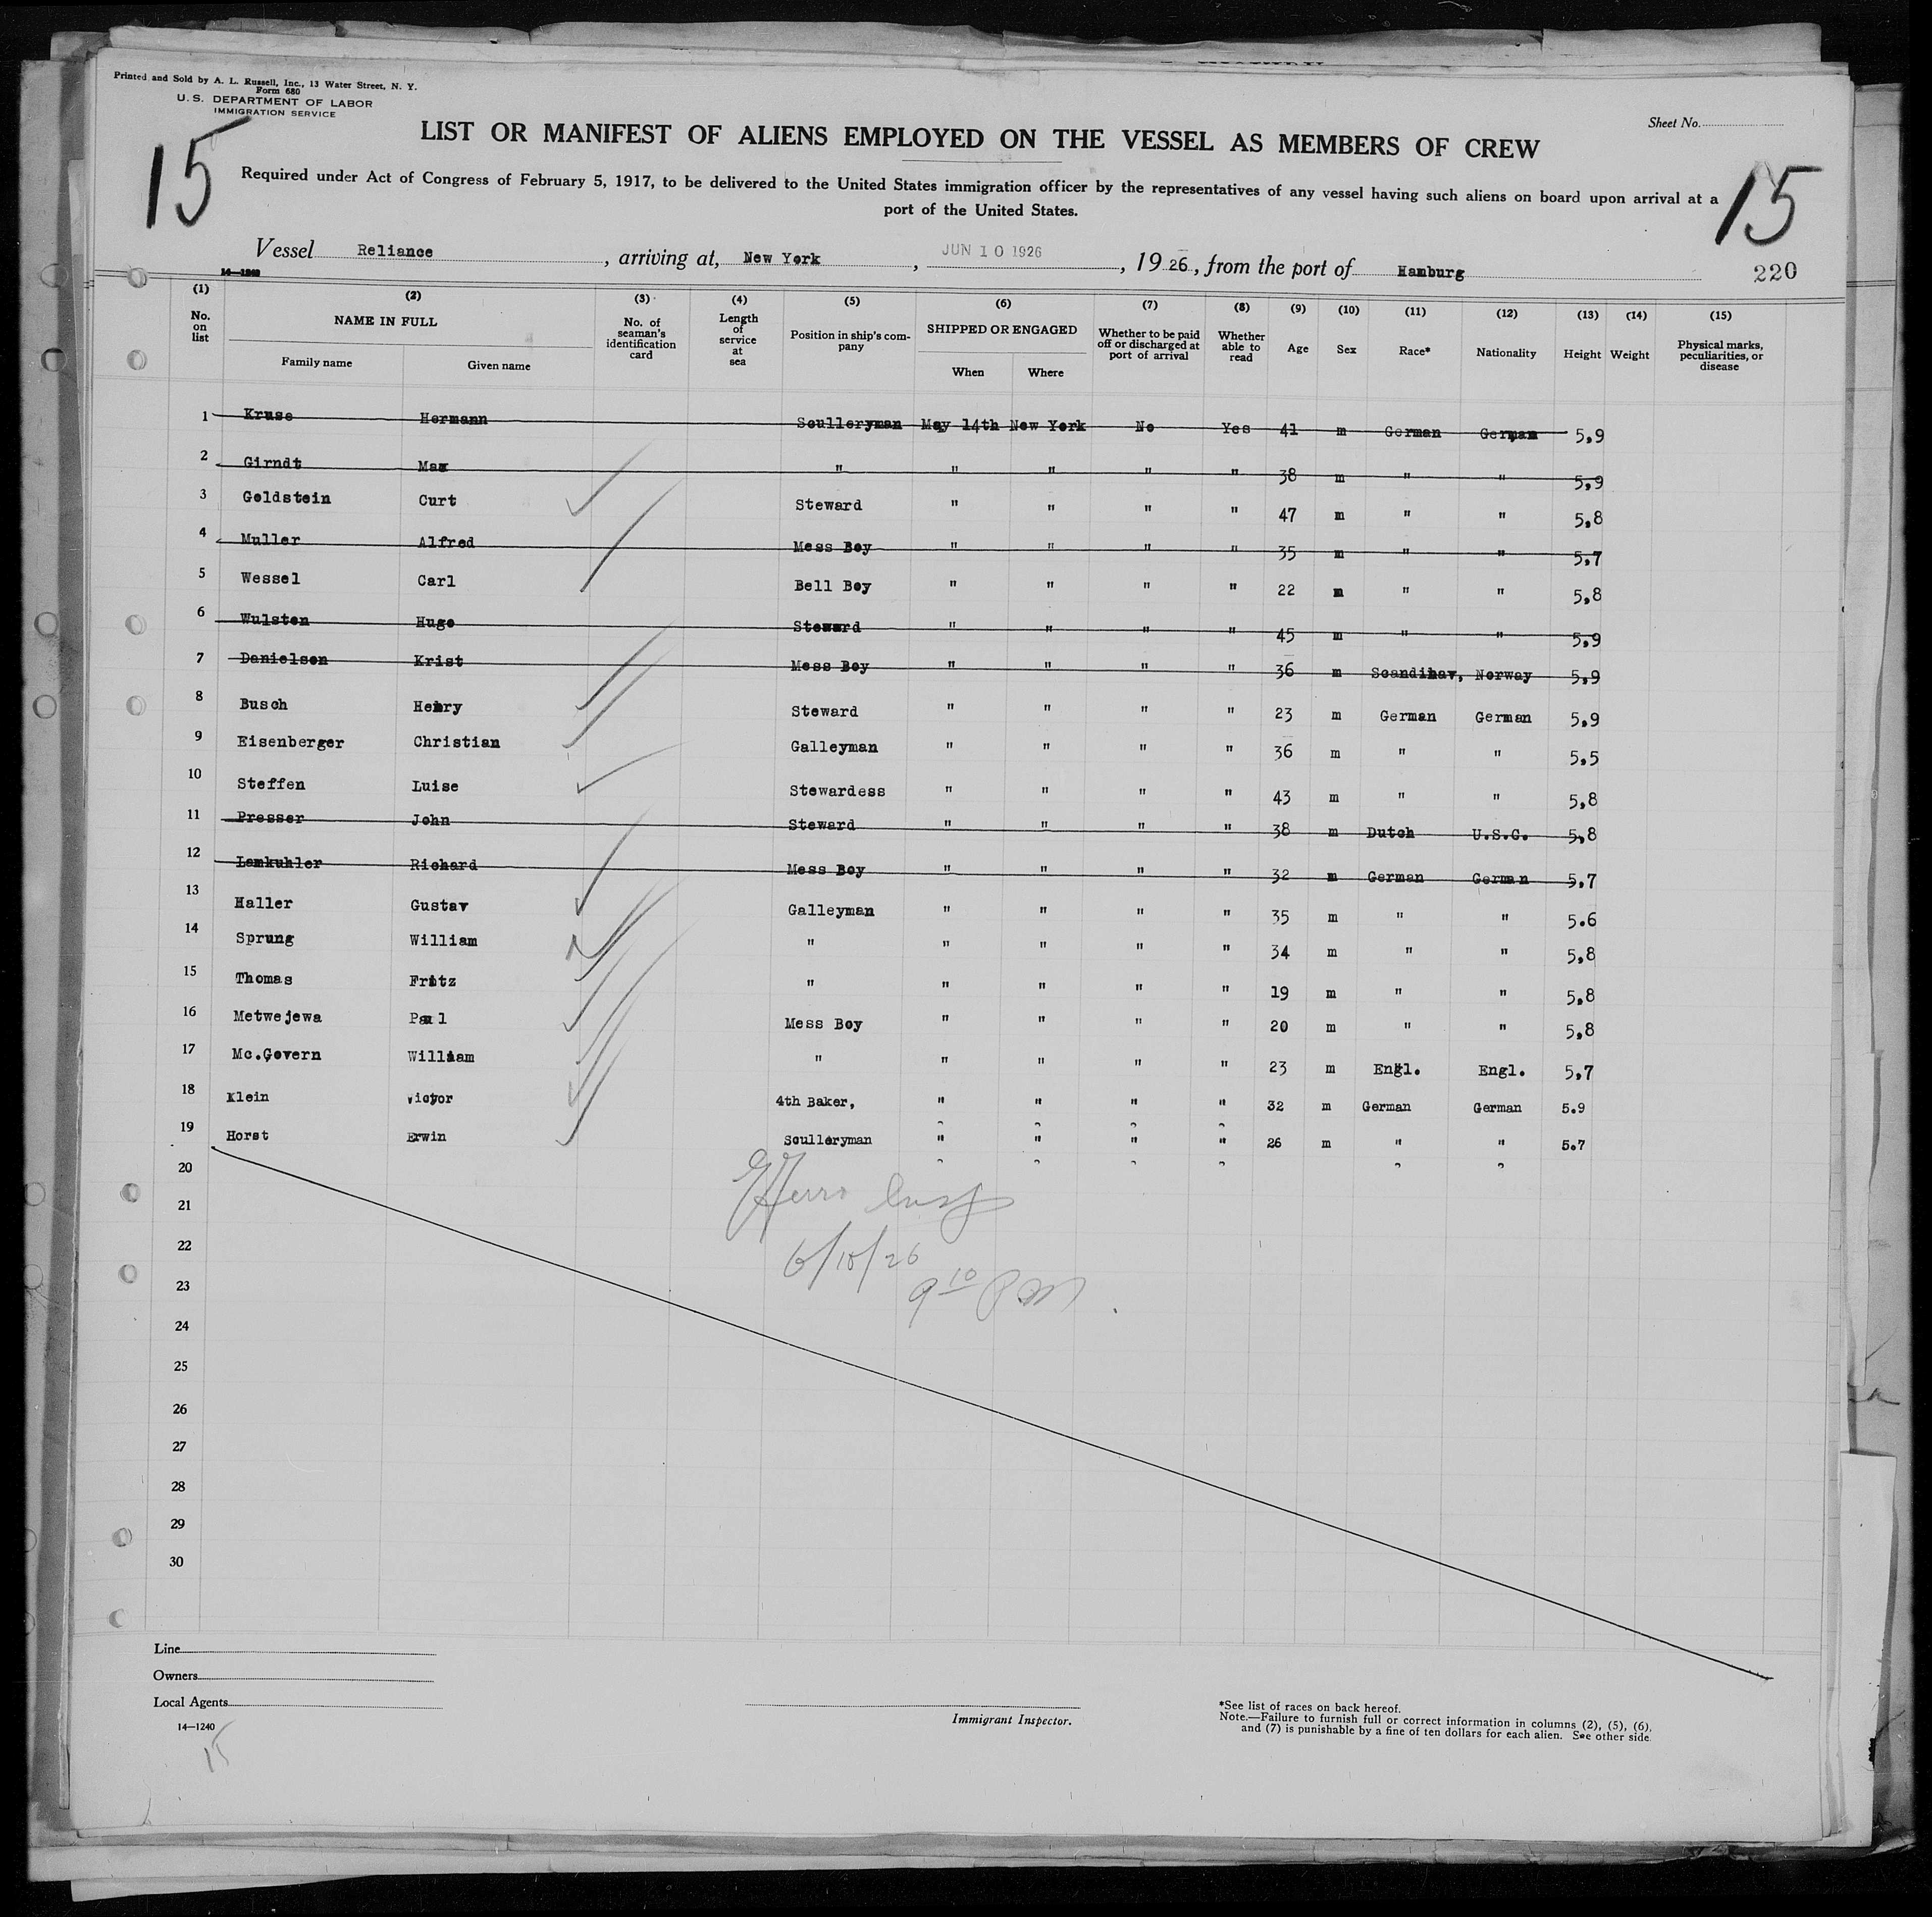 Printed and Sold by A. L. Russell, Inc., 13 Water Street, N. Y.
Form 680
U. S. DEPARTMENT OF LABOR
IMMIGRATION SERVICE
Sheet No.
15
15
LIST OR MANIFEST OF ALIENS EMPLOYED ON THE VESSEL AS MEMBERS OF CREW
Required under Act of Congress of February 5, 1917, to be delivered to the United States immigration officer by the representatives of any vessel having such aliens on board upon arrival at a
port of the United States.
Vessel Reliance, arriving at, New York, JUN 10 1926, 1926, from the port of Hamburg
14—1240
220
(1) (2) (3) (4) (5) (6) (7) (8) (9) (10) (11) (12) (13) (14) (15)
No. on list NAME IN FULL Family name Given name No. of seaman's identification card Length of service at sea Position in ship's company SHIPPED OR ENGAGED When Where Whether to be paid off or discharged at port of arrival Whether able to read Age Sex Race* Nationality Height Weight Physical marks, peculiarities, or disease
1 Kruse Hermann Sculleryman May 14th New York No Yes 41 m German German 5,9
2 Girndt Max " " " " " 38 m " " 5,9
3 Goldstein Curt Steward " " " " 47 m " " 5,8
4 Muller Alfred Mess Boy " " " " 35 m " " 5,7
5 Wessel Carl Bell Boy " " " " 22 m " " 5,8
6 Wulsten Hugo Steward " " " " 45 m " " 5,9
7 Danielsen Krist Mess Boy " " " " 36 m Scandinav, Norway 5,9
8 Busch Henry Steward " " " " 23 m German German 5,9
9 Eisenberger Christian Galleyman " " " " 36 m " " 5,5
10 Steffen Luise Stewardess " " " " 43 m " " 5,8
11 Presser John Steward " " " " 38 m Dutch U.S.C. 5,8
12 Lamkuhler Richard Mess Boy " " " " 32 m German German 5,7
13 Haller Gustav Galleyman " " " " 35 m " " 5.6
14 Sprung William " " " " " 34 m " " 5,8
15 Thomas Fritz " " " " " 19 m " " 5,8
16 Metwejewa Paul Mess Boy " " " " 20 m " " 5,8
17 Mc.Govern William " " " " " 23 m Engl. Engl. 5,7
18 Klein Victor 4th Baker, " " " " 32 m German German 5.9
19 Horst Erwin Sculleryman " " " " 26 m " " 5.7
20
21
22
6/10/26
23
9 10 PM
24
25
26
27
28
29
30
Line
Owners
Local Agents
14—1240
15
Immigrant Inspector.
*See list of races on back hereof.
Note.—Failure to furnish full or correct information in columns (2), (5), (6),
and (7) is punishable by a fine of ten dollars for each alien. See other side.